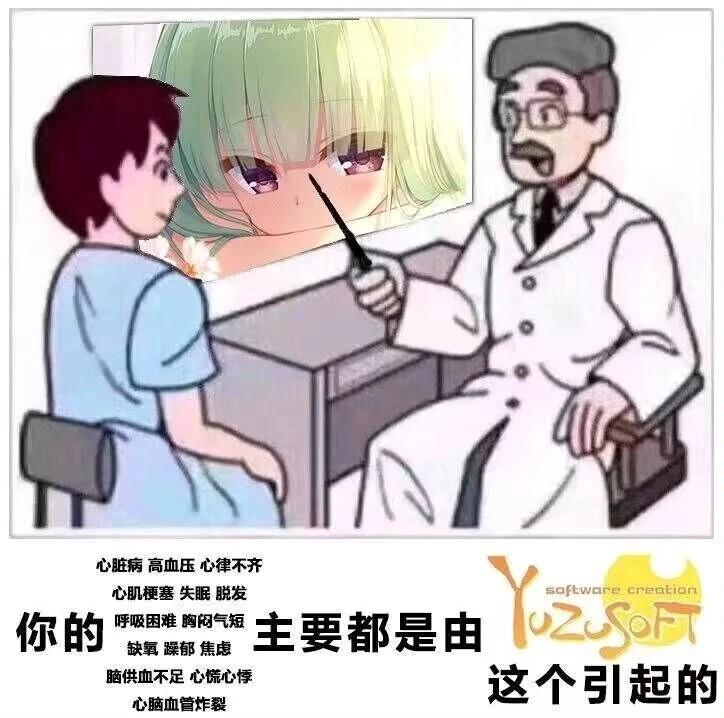 心脏病 高血压 心律不齐
心肌梗塞 失眠 脱发
你的 呼吸困难 胸闷气短 主要都是由
缺氧 躁郁 焦虑
脑供血不足 心慌心悸
心脑血管炸裂
software creation
YUZUSOFT
这个引起的